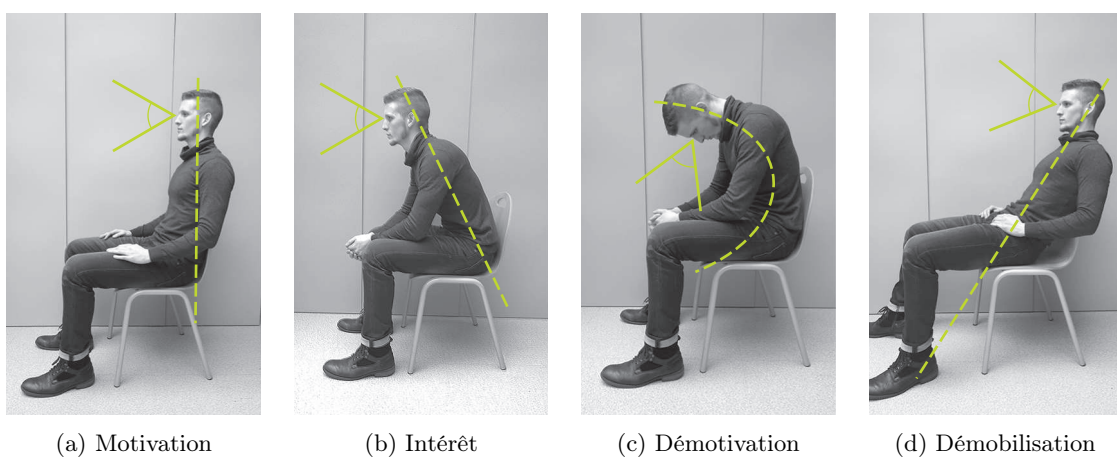 (a) Motivation
(b) Intérêt
(c) Démotivation
(d) Démobilisation